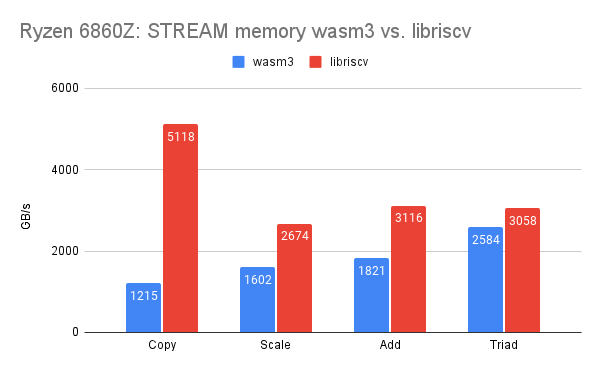 Ryzen 6860Z: STREAM memory wasm3 vs. libriscv
wasm3 libriscv
6000
4000
2000
0
GB/s
1215 5118
1602 2674
1821 3116
2584 3058
Copy Scale Add Triad